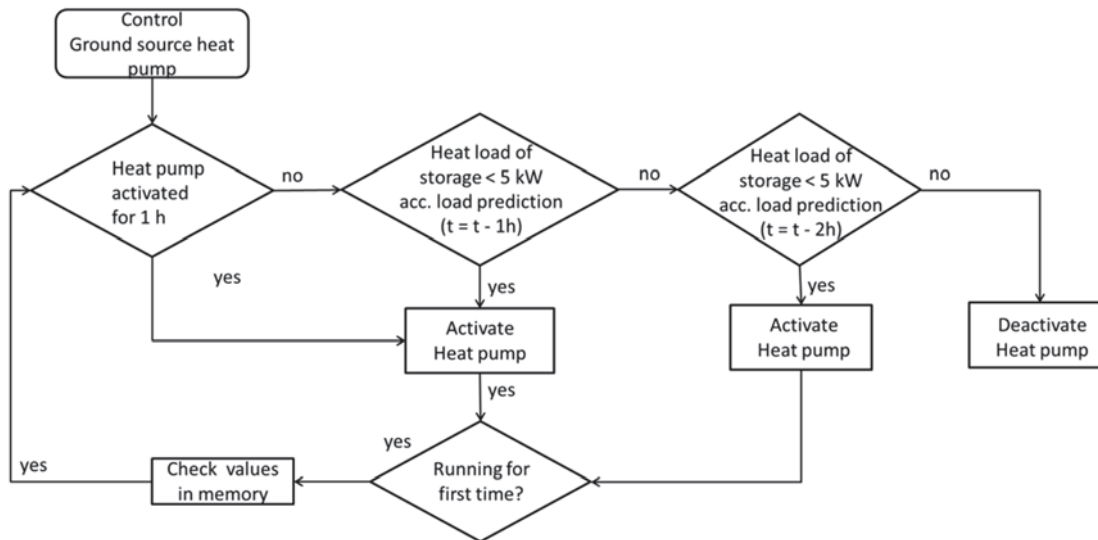 Control
Ground source heat
pump
Heat pump
activated
for 1 h
no
Heat load of
storage < 5 kW
acc. load prediction
(t = t - 1h)
no
Heat load of
storage < 5 kW
acc. load prediction
(t = t - 2h)
no
yes
yes
yes
Activate
Heat pump
Activate
Heat pump
Deactivate
Heat pump
yes
yes
yes
Check values
in memory
Running for
first time?